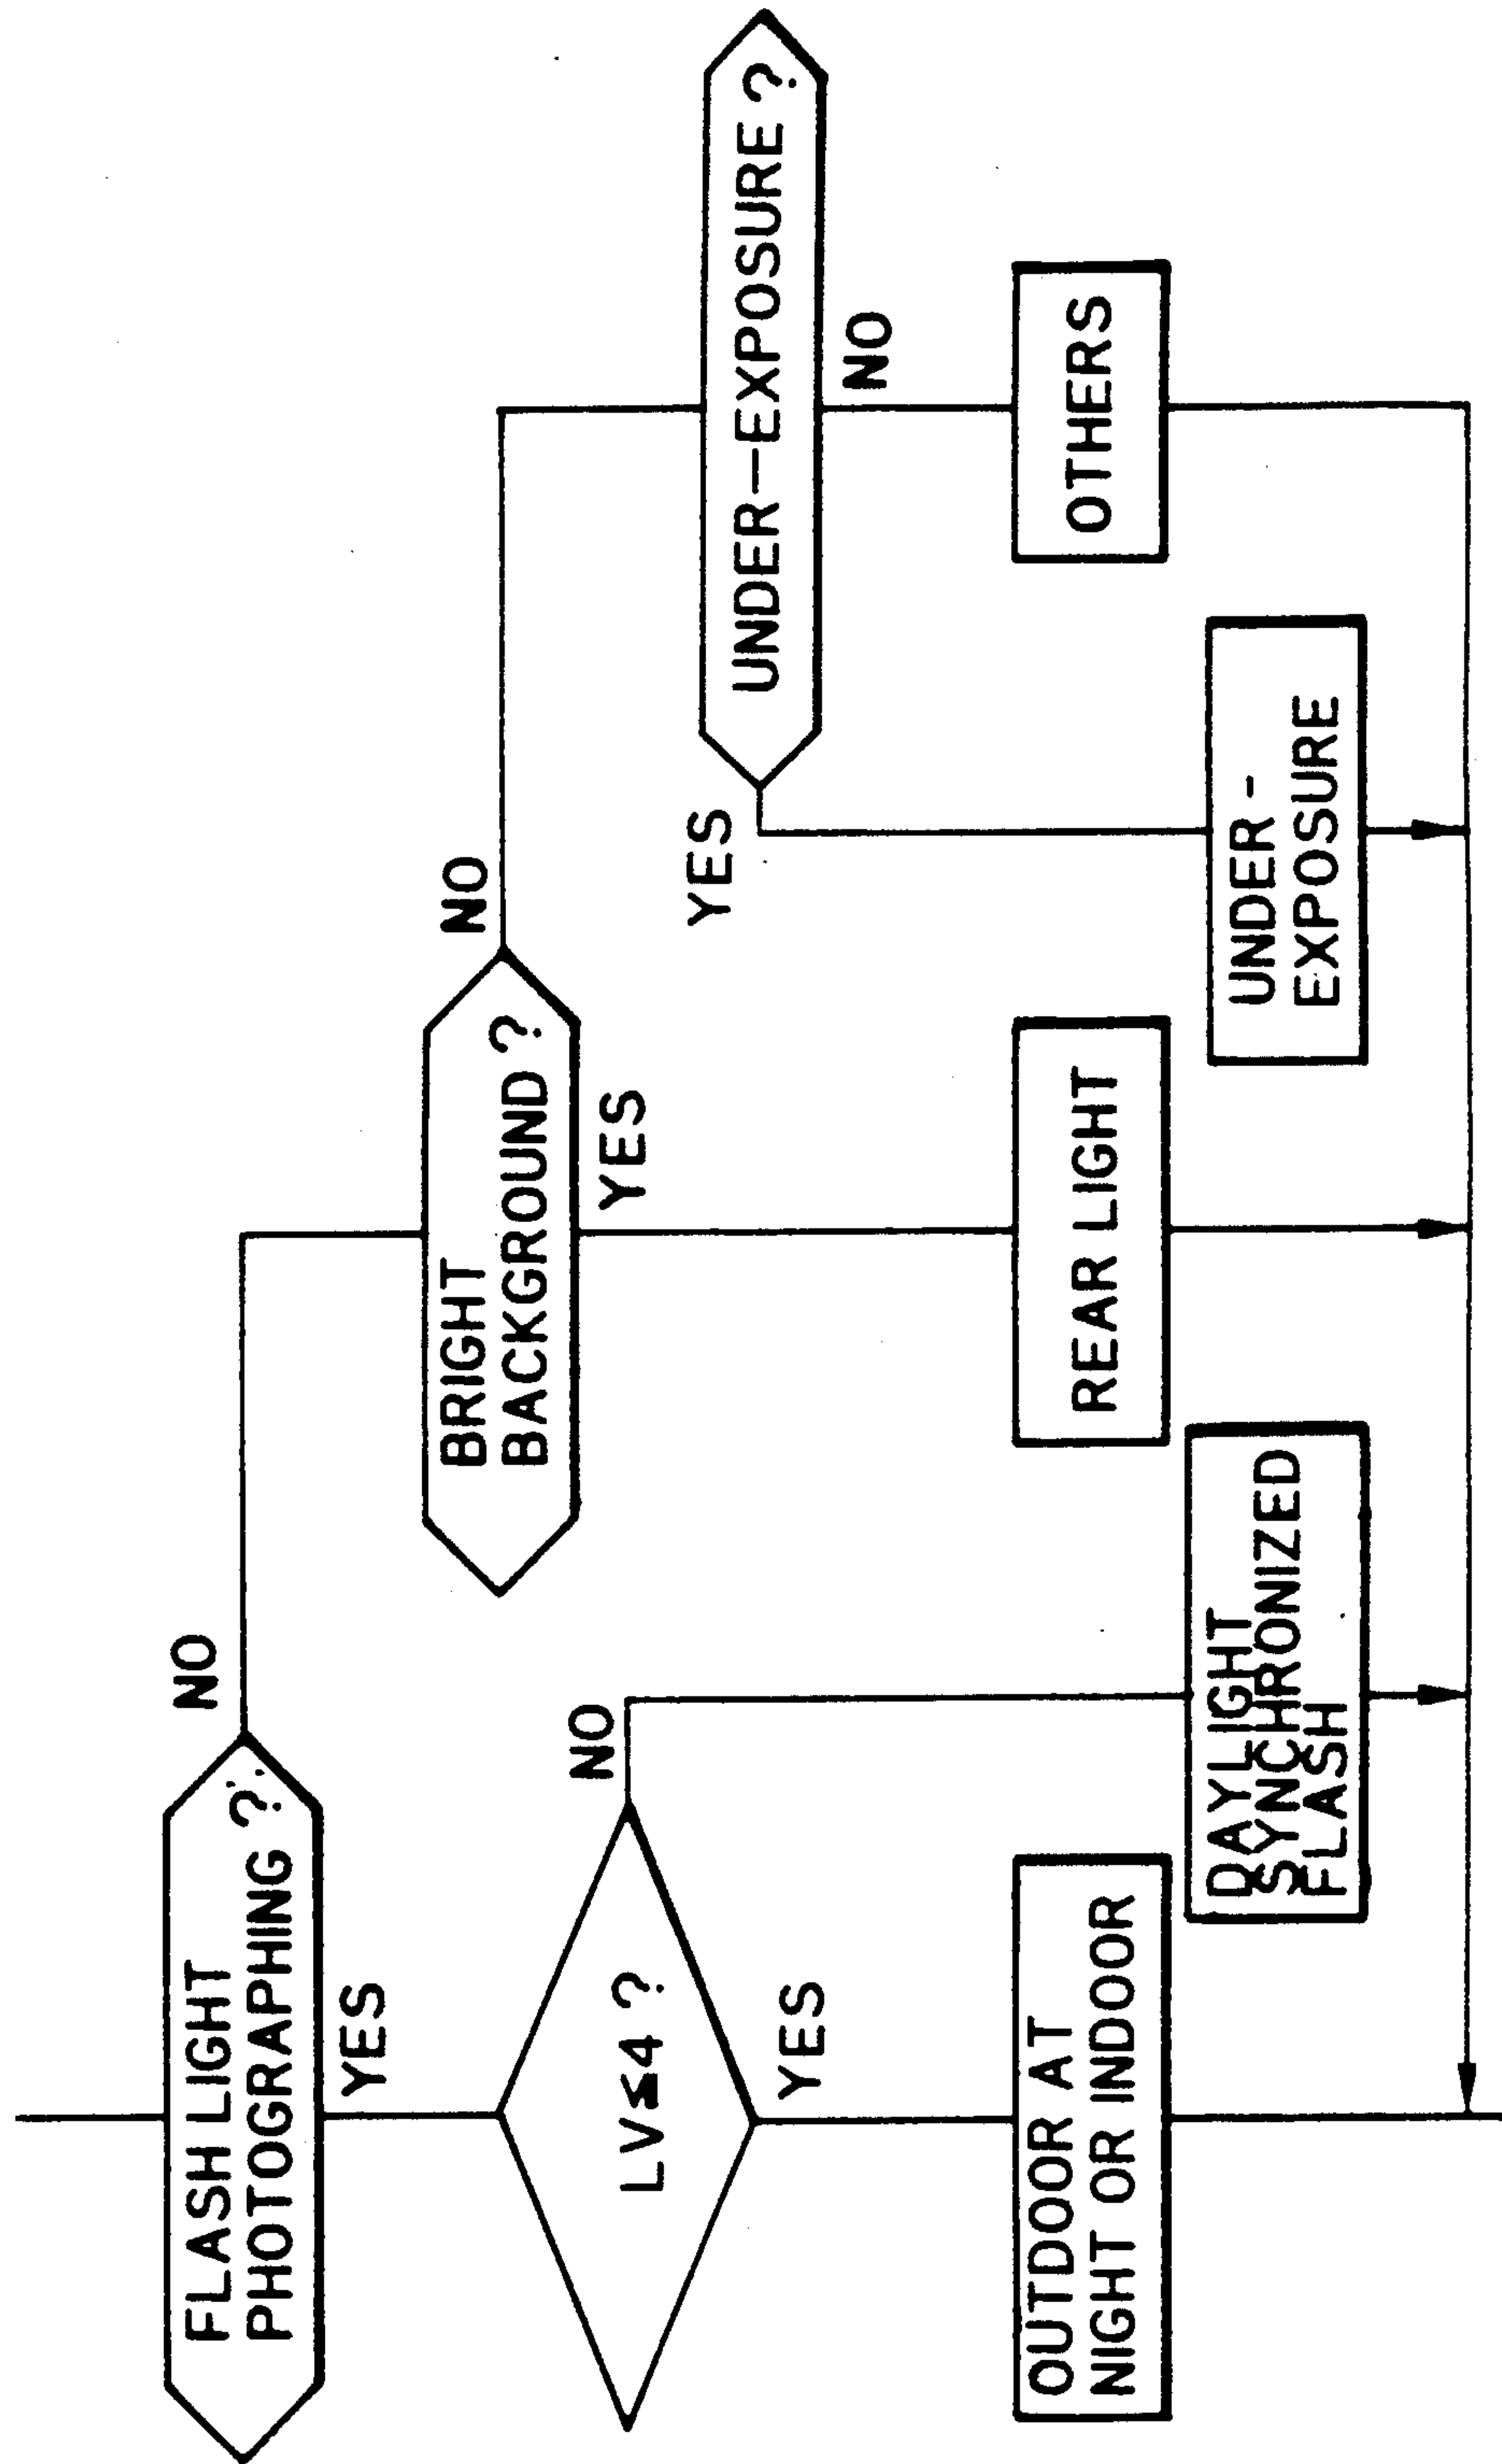 FLASH LIGHT
PHOTOGRAPHING ?
NO
YES
LV≤4 ?
NO
YES
OUTDOOR AT
NIGHT OR INDOOR
DAYLIGHT
SYNCHRONIZED
FLASH
BRIGHT
BACKGROUND ?
NO
YES
REAR LIGHT
UNDER-EXPOSURE ?
YES
NO
UNDER-
EXPOSURE
OTHERS